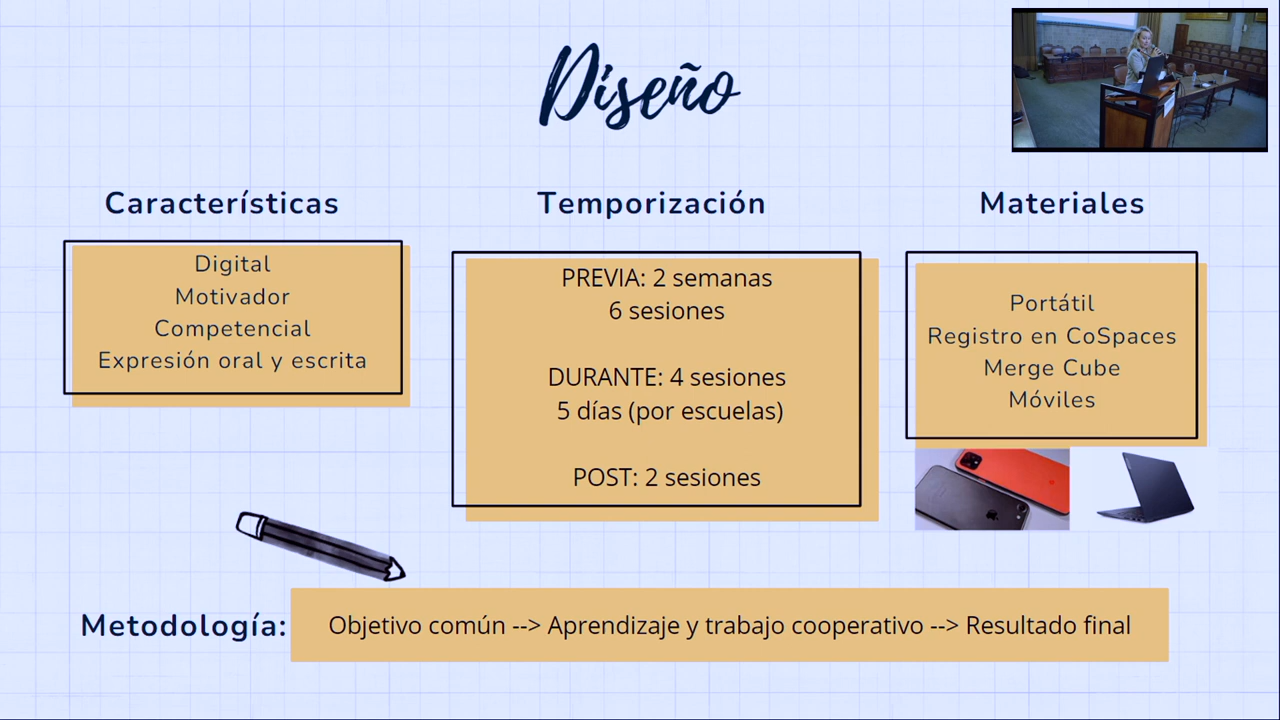 Diseño
Características
Digital
Motivador
Competencial
Expresión oral y escrita
Temporización
PREVIA: 2 semanas
6 sesiones
DURANTE: 4 sesiones
5 días (por escuelas)
POST: 2 sesiones
Materiales
Portátil
Registro en CoSpaces
Merge Cube
Móviles
Metodología:
Objetivo común --> Aprendizaje y trabajo cooperativo --> Resultado final